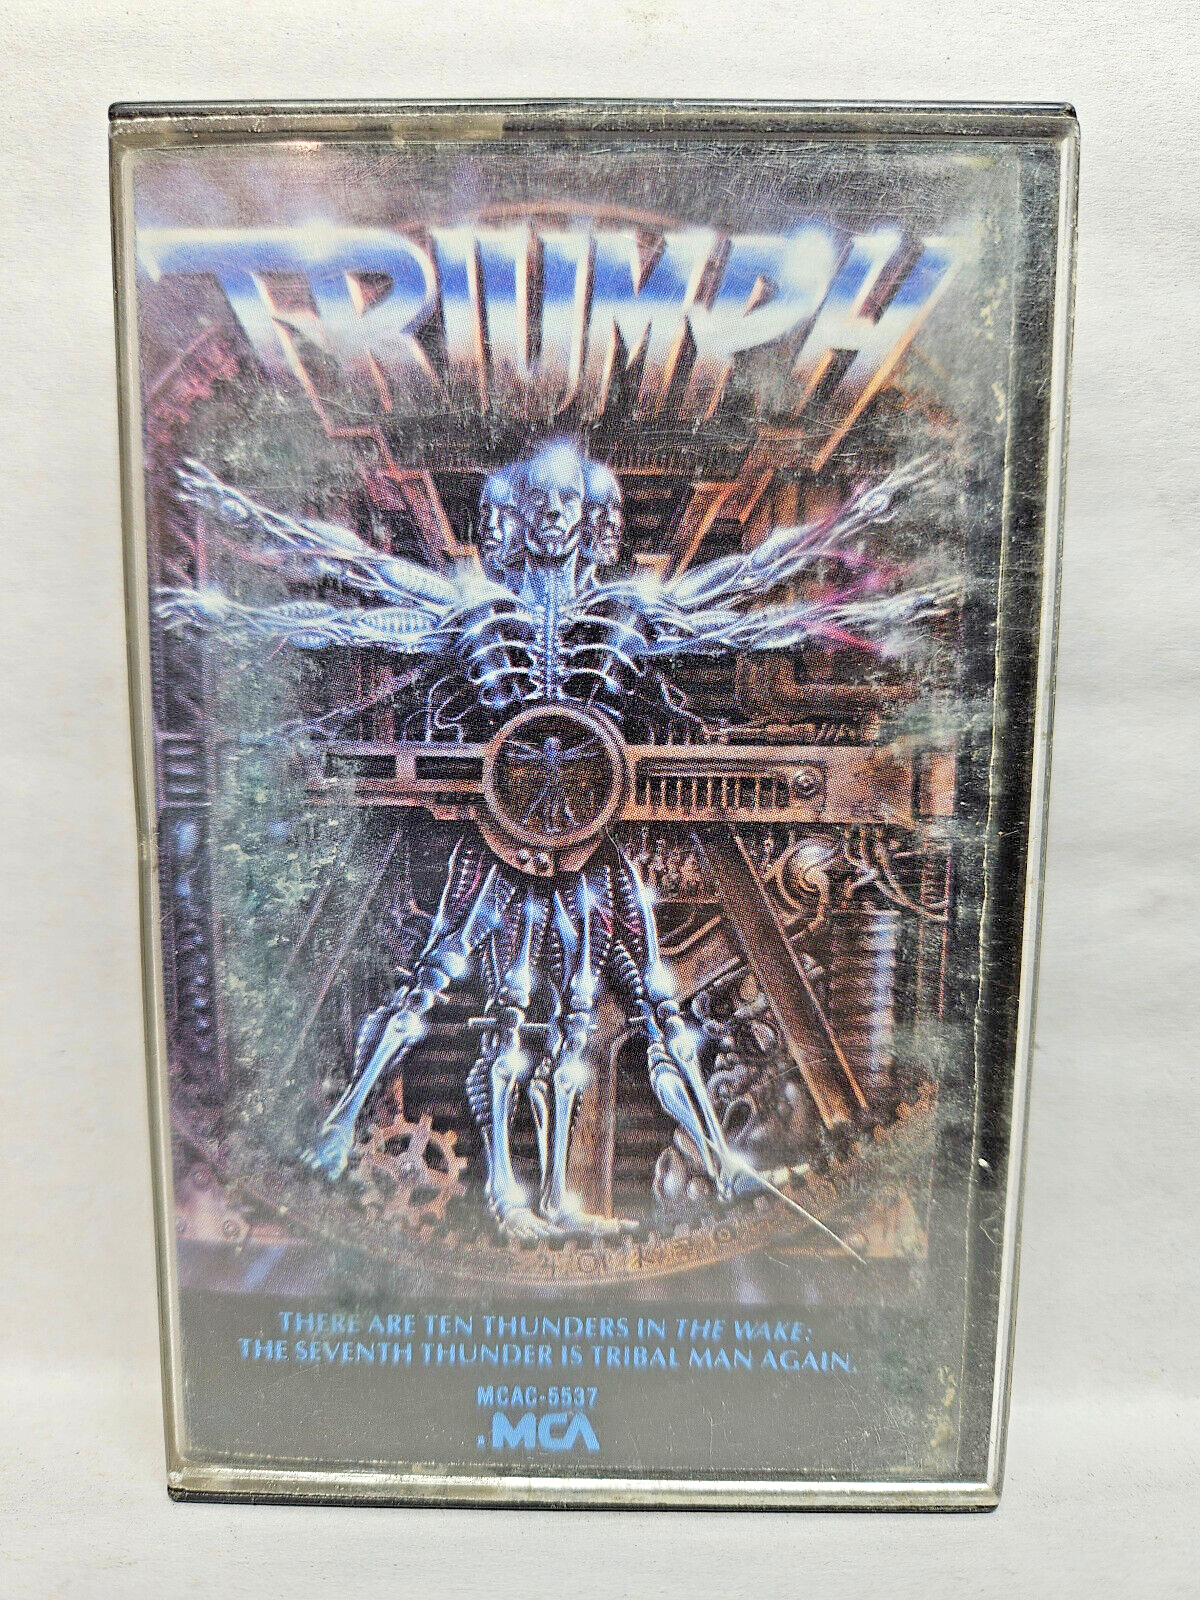 TRIUMPH
THERE ARE TEN THUNDERS IN THE WAKE:
THE SEVENTH THUNDER IS TRIBAL MAN AGAIN.
MCAC-5537
MCA